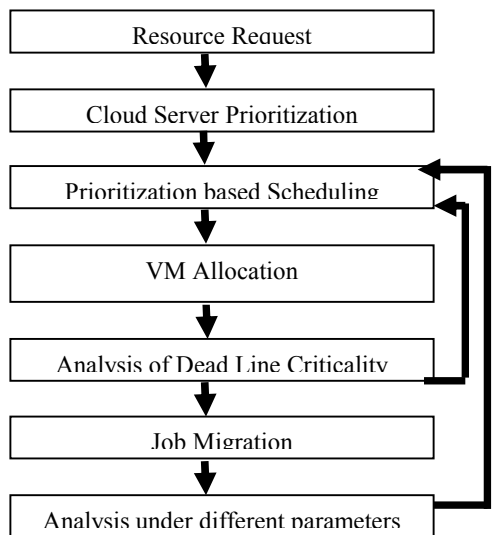 Resource Request
Cloud Server Prioritization
Prioritization based Scheduling
VM Allocation
Analysis of Dead Line Criticality
Job Migration
Analysis under different parameters